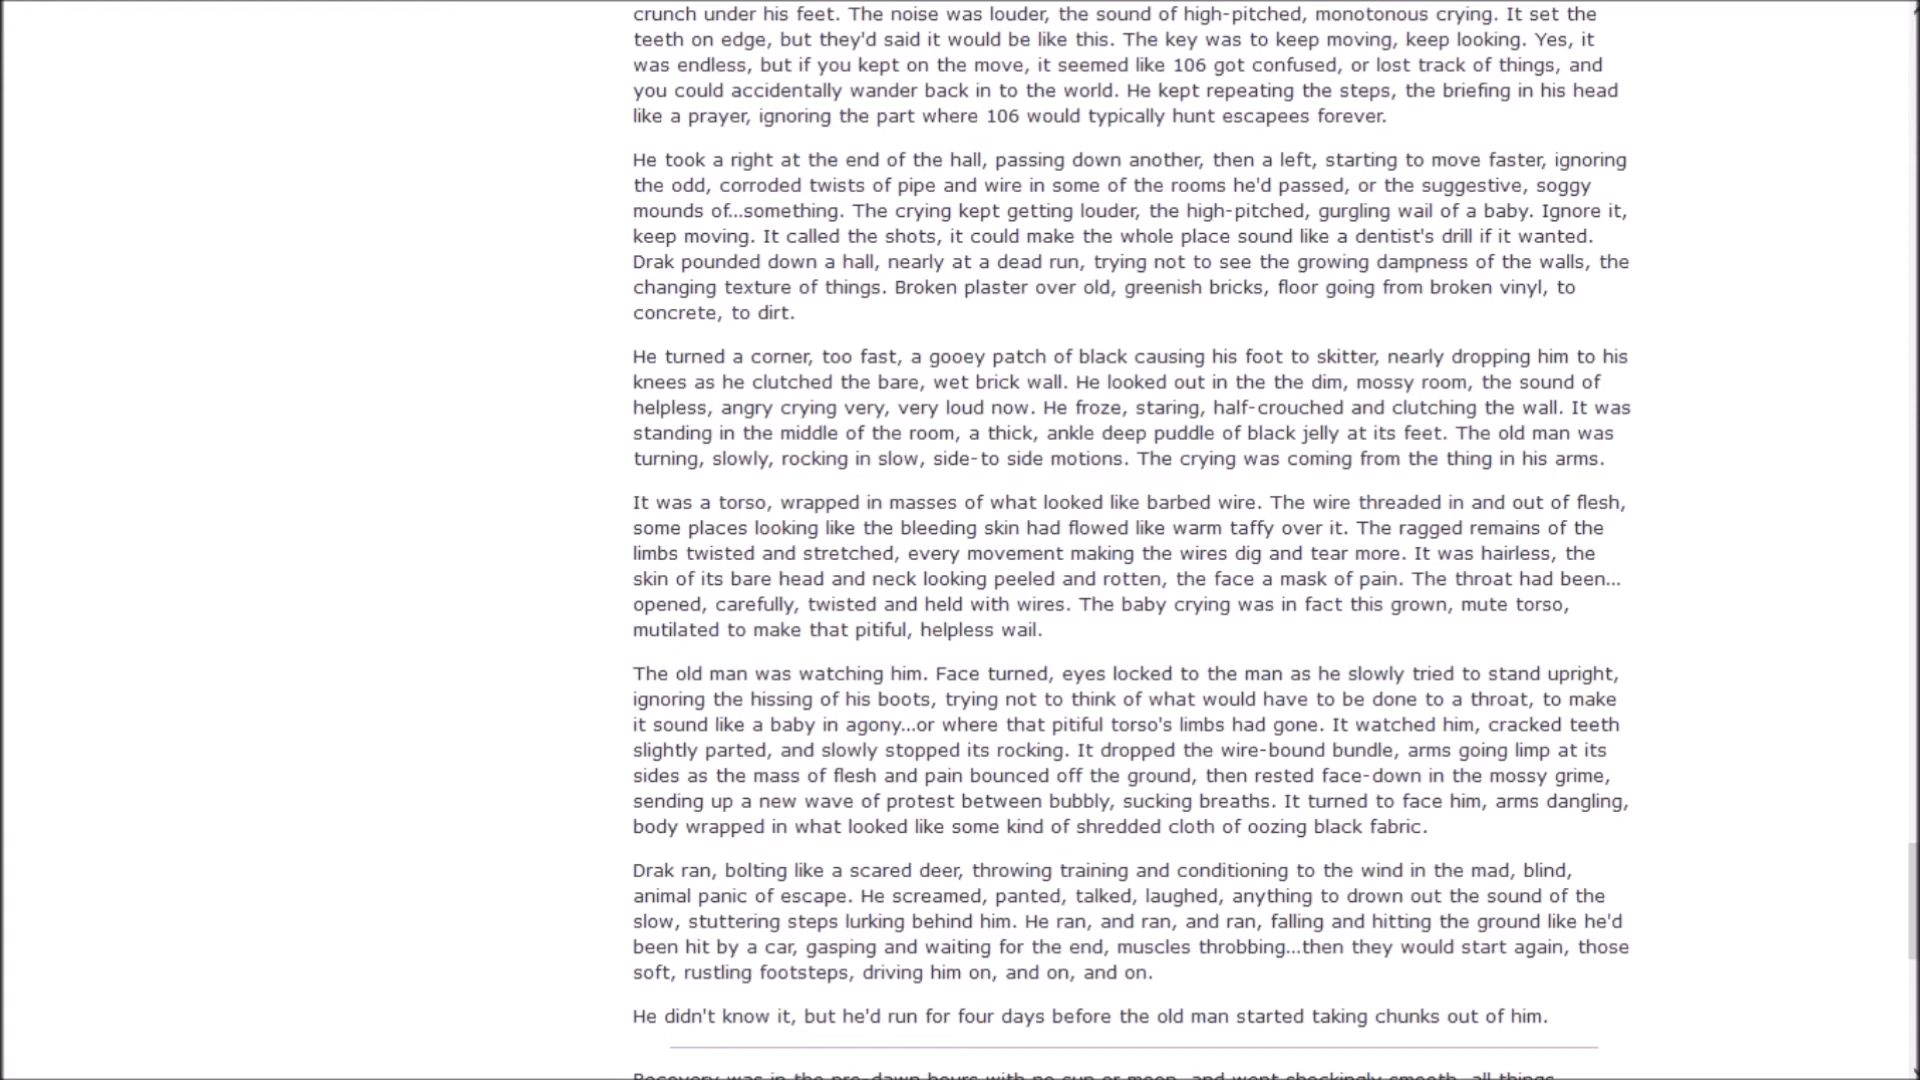 crunch under his feet. The noise was louder, the sound of high-pitched, monotonous crying. It set the
teeth on edge, but they'd said it would be like this. The key was to keep moving, keep looking. Yes, it
was endless, but if you kept on the move, it seemed like 106 got confused, or lost track of things, and
you could accidentally wander back in to the world. He kept repeating the steps, the briefing in his head
like a prayer, ignoring the part where 106 would typically hunt escapees forever.
He took a right at the end of the hall, passing down another, then a left, starting to move faster, ignoring
the odd, corroded twists of pipe and wire in some of the rooms he'd passed, or the suggestive, soggy
mounds of...something. The crying kept getting louder, the high-pitched, gurgling wail of a baby. Ignore it,
keep moving. It called the shots, it could make the whole place sound like a dentist's drill if it wanted.
Drak pounded down a hall, nearly at a dead run, trying not to see the growing dampness of the walls, the
changing texture of things. Broken plaster over old, greenish bricks, floor going from broken vinyl, to
concrete, to dirt.
He turned a corner, too fast, a gooey patch of black causing his foot to skitter, nearly dropping him to his
knees as he clutched the bare, wet brick wall. He looked out in the the dim, mossy room, the sound of
helpless, angry crying very, very loud now. He froze, staring, half-crouched and clutching the wall. It was
standing in the middle of the room, a thick, ankle deep puddle of black jelly at its feet. The old man was
turning, slowly, rocking in slow, side-to side motions. The crying was coming from the thing in his arms.
It was a torso, wrapped in masses of what looked like barbed wire. The wire threaded in and out of flesh,
some places looking like the bleeding skin had flowed like warm taffy over it. The ragged remains of the
limbs twisted and stretched, every movement making the wires dig and tear more. It was hairless, the
skin of its bare head and neck looking peeled and rotten, the face a mask of pain. The throat had been...
opened, carefully, twisted and held with wires. The baby crying was in fact this grown, mute torso,
mutilated to make that pitiful, helpless wail.
The old man was watching him. Face turned, eyes locked to the man as he slowly tried to stand upright,
ignoring the hissing of his boots, trying not to think of what would have to be done to a throat, to make
it sound like a baby in agony...or where that pitiful torso's limbs had gone. It watched him, cracked teeth
slightly parted, and slowly stopped its rocking. It dropped the wire-bound bundle, arms going limp at its
sides as the mass of flesh and pain bounced off the ground, then rested face-down in the mossy grime,
sending up a new wave of protest between bubbly, sucking breaths. It turned to face him, arms dangling,
body wrapped in what looked like some kind of shredded cloth of oozing black fabric.
Drak ran, bolting like a scared deer, throwing training and conditioning to the wind in the mad, blind,
animal panic of escape. He screamed, panted, talked, laughed, anything to drown out the sound of the
slow, stuttering steps lurking behind him. He ran, and ran, and ran, falling and hitting the ground like he'd
been hit by a car, gasping and waiting for the end, muscles throbbing...then they would start again, those
soft, rustling footsteps, driving him on, and on, and on.
He didn't know it, but he'd run for four days before the old man started taking chunks out of him.
Recovery was in the pre-dawn hours with no sun or moon, and went shockingly smooth, all things